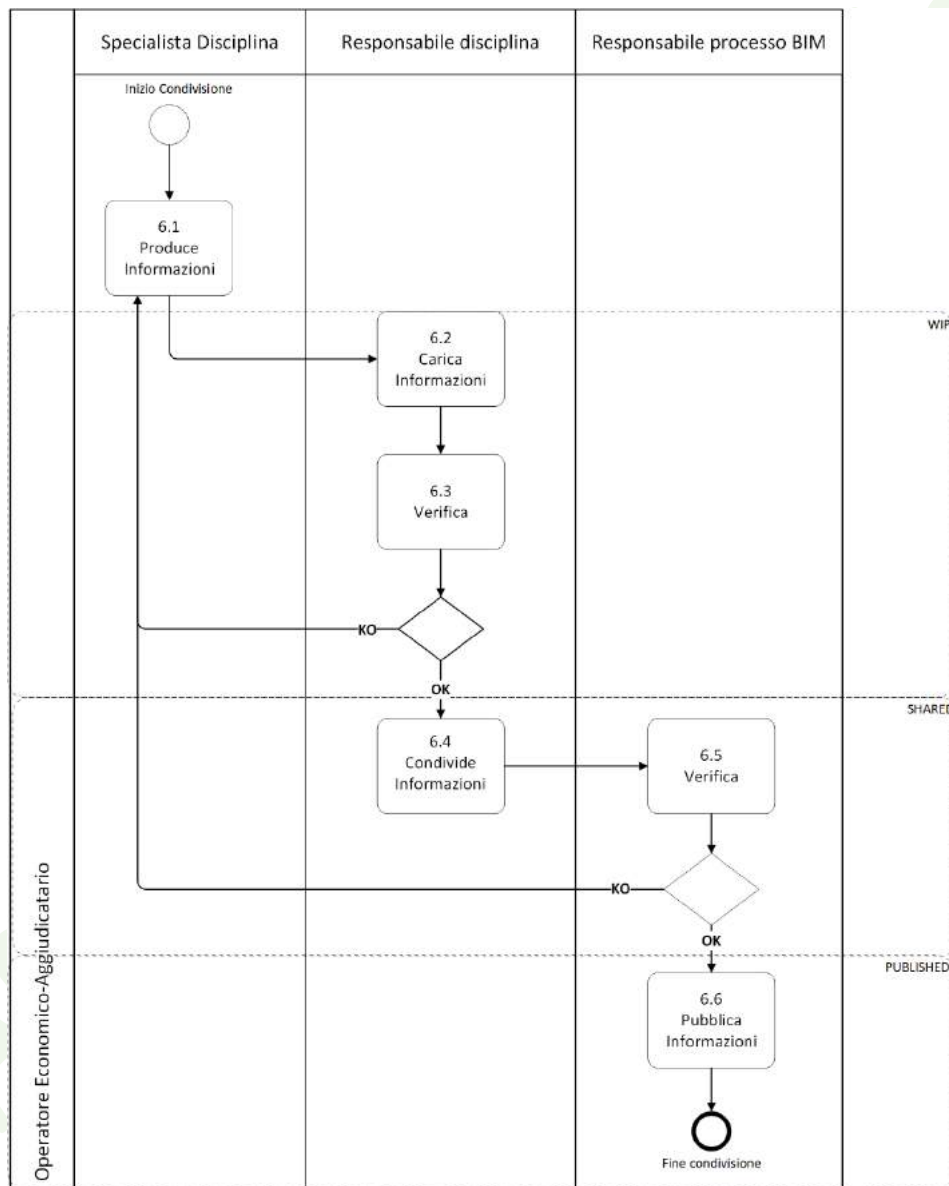 Specialista Disciplina
Responsabile disciplina
Responsabile processo BIM
Inizio Condivisione
6.1
Produce
Informazioni
WIP
6.2
Carica
Informazioni
6.3
Verifica
KO
OK
SHARED
6.4
Condivide
Informazioni
6.5
Verifica
KO
OK
PUBLISHED
6.6
Pubblica
Informazioni
Fine condivisione
Operatore Economico-Aggiudicatario